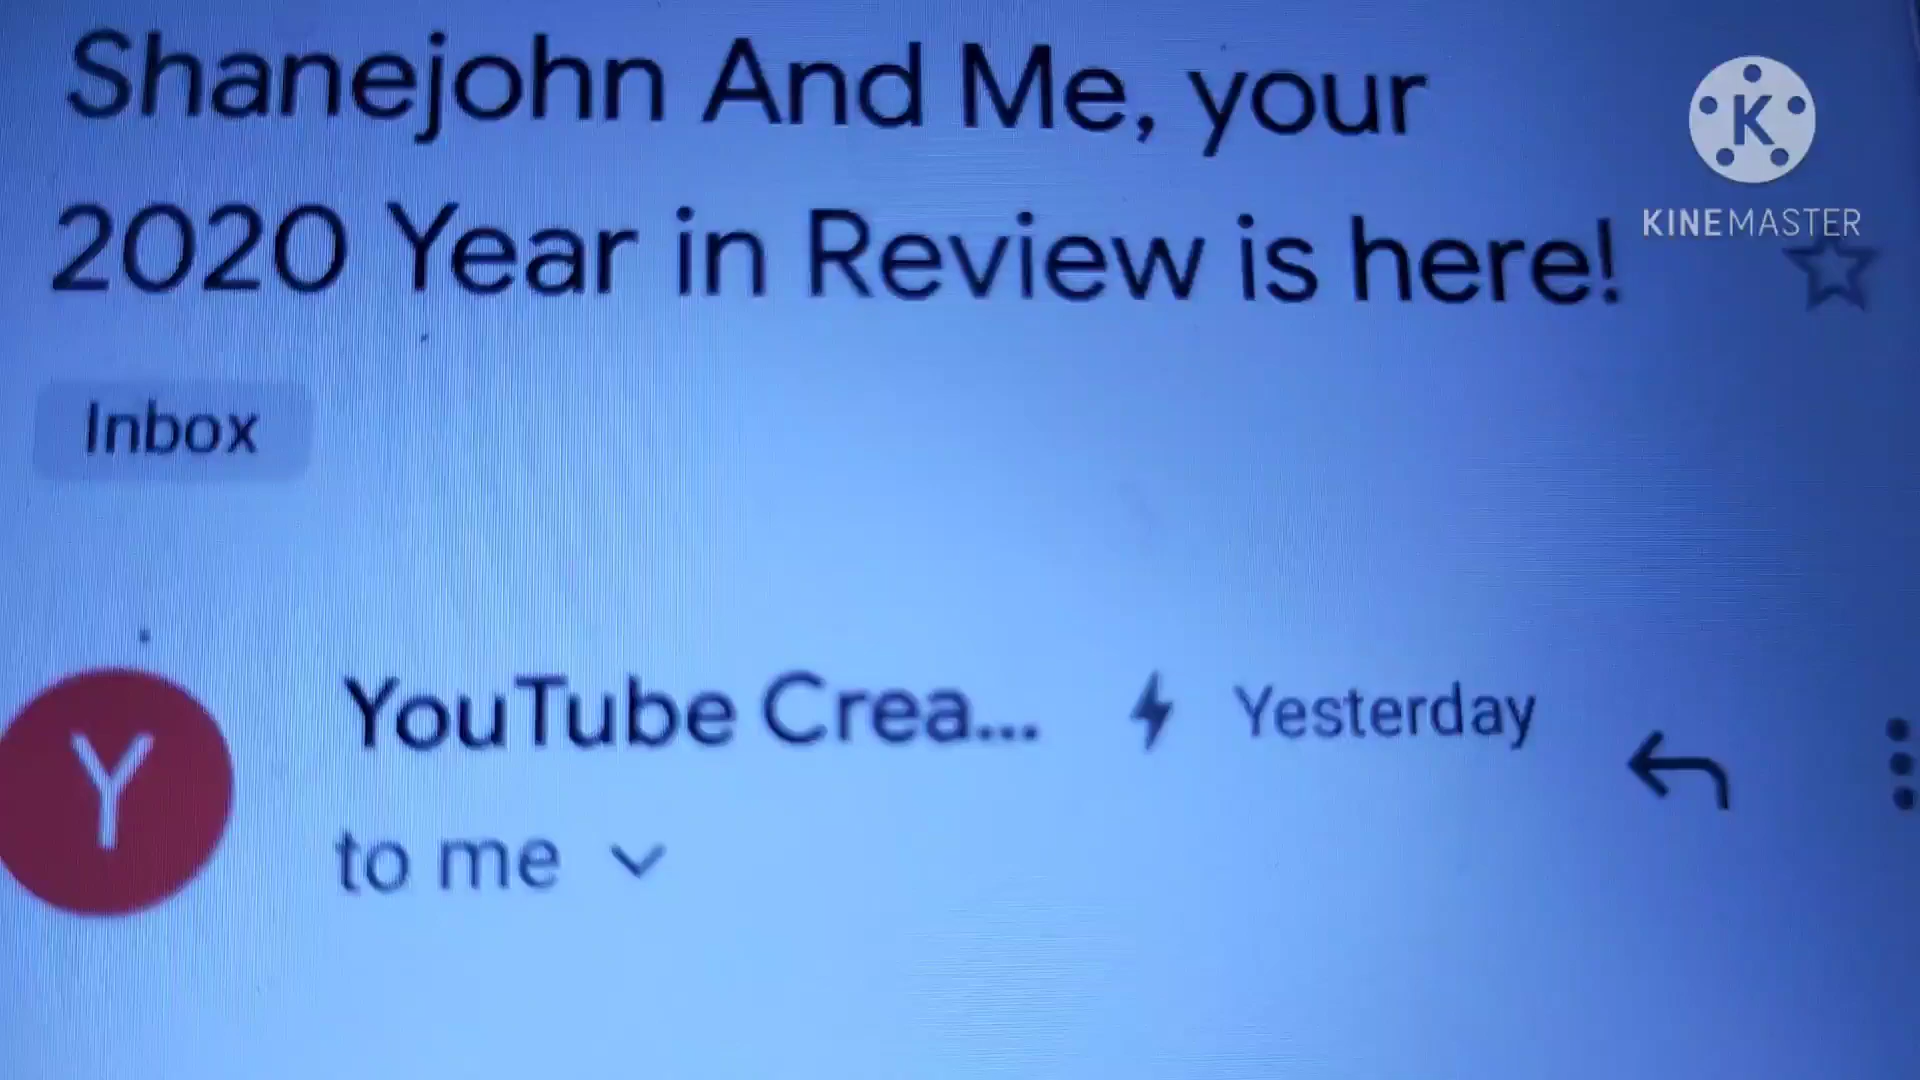 Shanejohn And Me, your
2020 Year in Review is here!
K
KINEMASTER
Inbox
Y
YouTube Crea...
Yesterday
to me